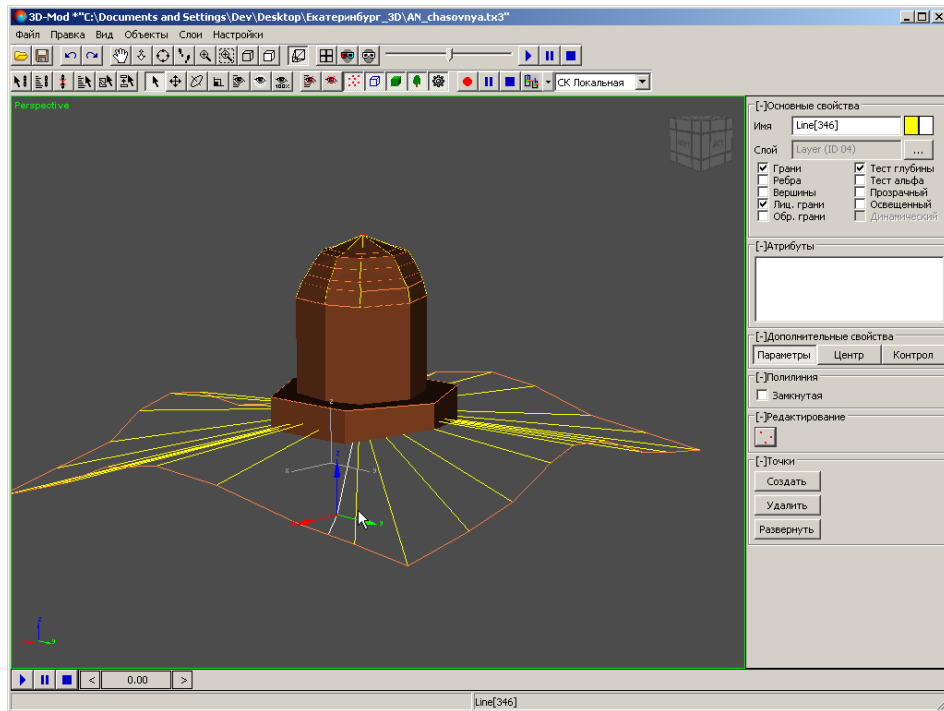 3D-Mod *"C:\Documents and Settings\Dev\Desktop\Екатеринбург_3D\AN_chasovnya.tx3"
Файл Правка Вид Объекты Слои Настройки
100%
СК Локальная
Perspective
[-]Основные свойства
Имя Line[346]
Слой Layer (ID 04) ...
Грани Тест глубины
Ребра Тест альфа
Вершины Прозрачный
Лиц. грани Освещенный
Обр. грани Динамический
[-]Атрибуты
[-]Дополнительные свойства
Параметры Центр Контрол
[-]Полилиния
Замкнутая
[-]Редактирование
[-]Точки
Создать
Удалить
Развернуть
z
z
z
< 0.00 >
Line[346]